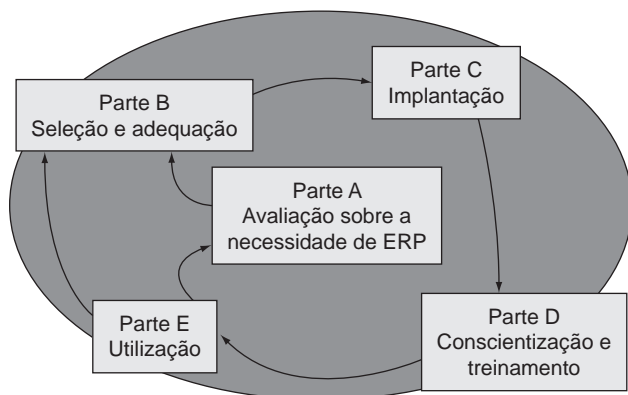 Parte A
Avaliação sobre a
necessidade de ERP
Parte B
Seleção e adequação
Parte C
Implantação
Parte D
Conscientização e
treinamento
Parte E
Utilização